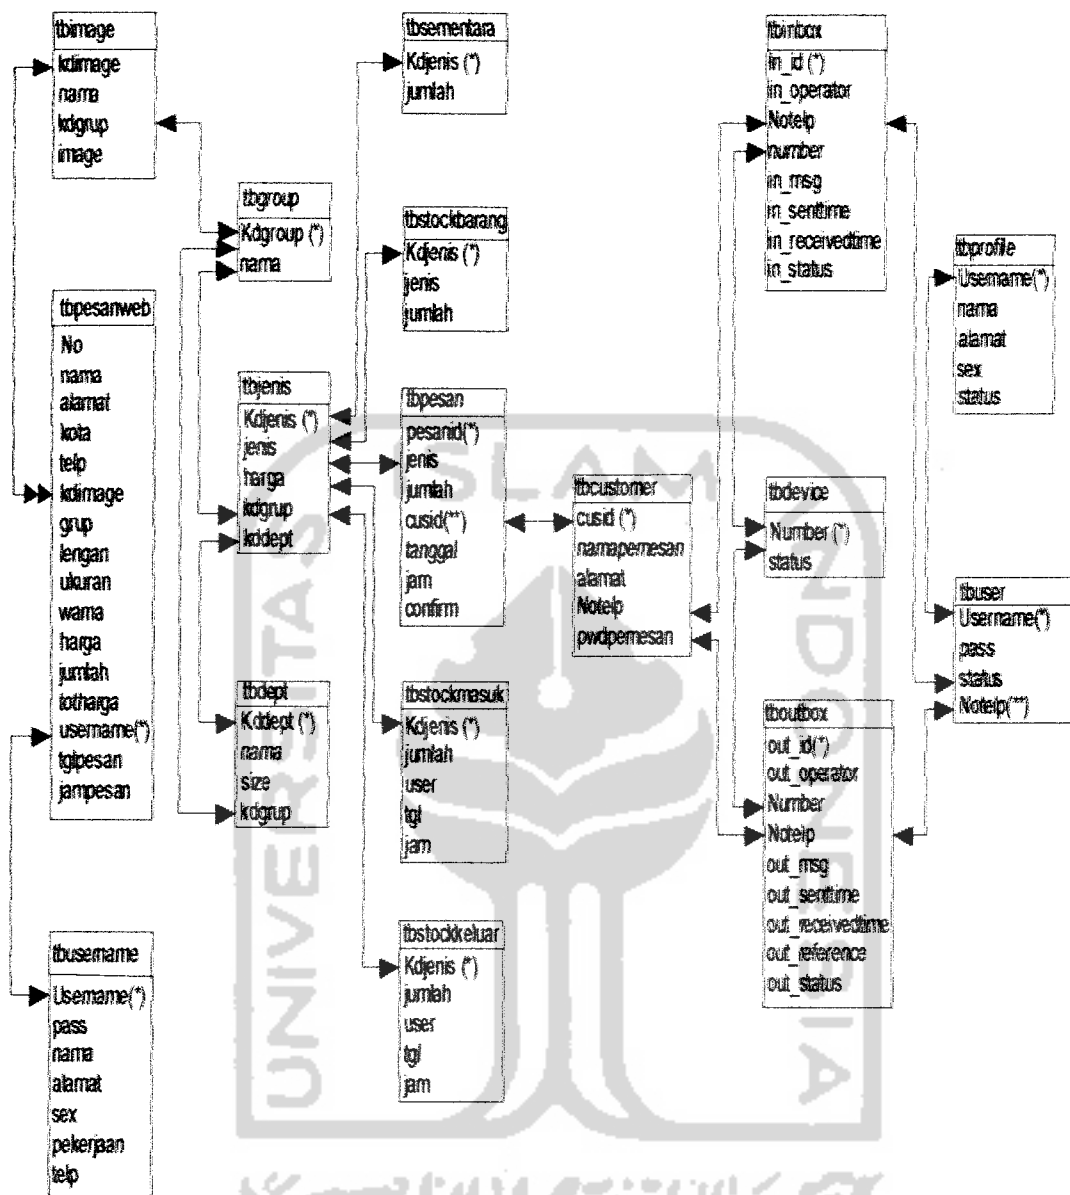 tbimage
kdimage
nama
kdgrup
image
tbpesanweb
No
nama
alamat
kota
telp
kdimage
grup
lengan
ukuran
warna
harga
jumlah
totharga
username(*)
tglpesan
jampesan
tbusername
Username(*)
pass
nama
alamat
sex
pekerjaan
telp
tbgroup
Kdgroup (*)
nama
tbjenis
Kdjenis (*)
jenis
harga
kdgrup
kddept
tbdept
Kddept (*)
nama
size
kdgrup
tbsementara
Kdjenis (*)
jumlah
tbstockbarang
Kdjenis (*)
jenis
jumlah
tbpesan
pesanid(*)
jenis
jumlah
cusid(**)
tanggal
jam
confirm
tbstockmasuk
Kdjenis (*)
jumlah
user
tgl
jam
tbstockkeluar
Kdjenis (*)
jumlah
user
tgl
jam
tbcustomer
cusid (*)
namapemesan
alamat
Notelp
pwdpemesan
tbinbox
in_id (*)
in_operator
Notelp
number
in_msg
in_senttime
in_receivedtime
in_status
tbdevice
Number (*)
status
tboutbox
out_id(*)
out_operator
Number
Notelp
out_msg
out_senttime
out_receivedtime
out_reference
out_status
tbprofile
Username(*)
nama
alamat
sex
status
tbuser
Username(*)
pass
status
Notelp(**)
UNIVERSITAS
ISLAM
INDONESIA